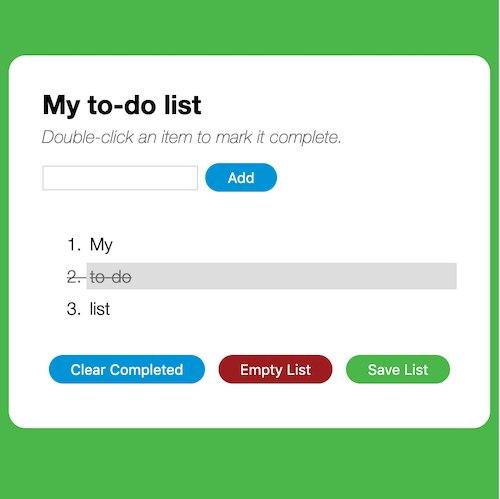 My to-do list
Double-click an item to mark it complete.
Add
1. My
2. to-do
3. list
Clear Completed Empty List Save List